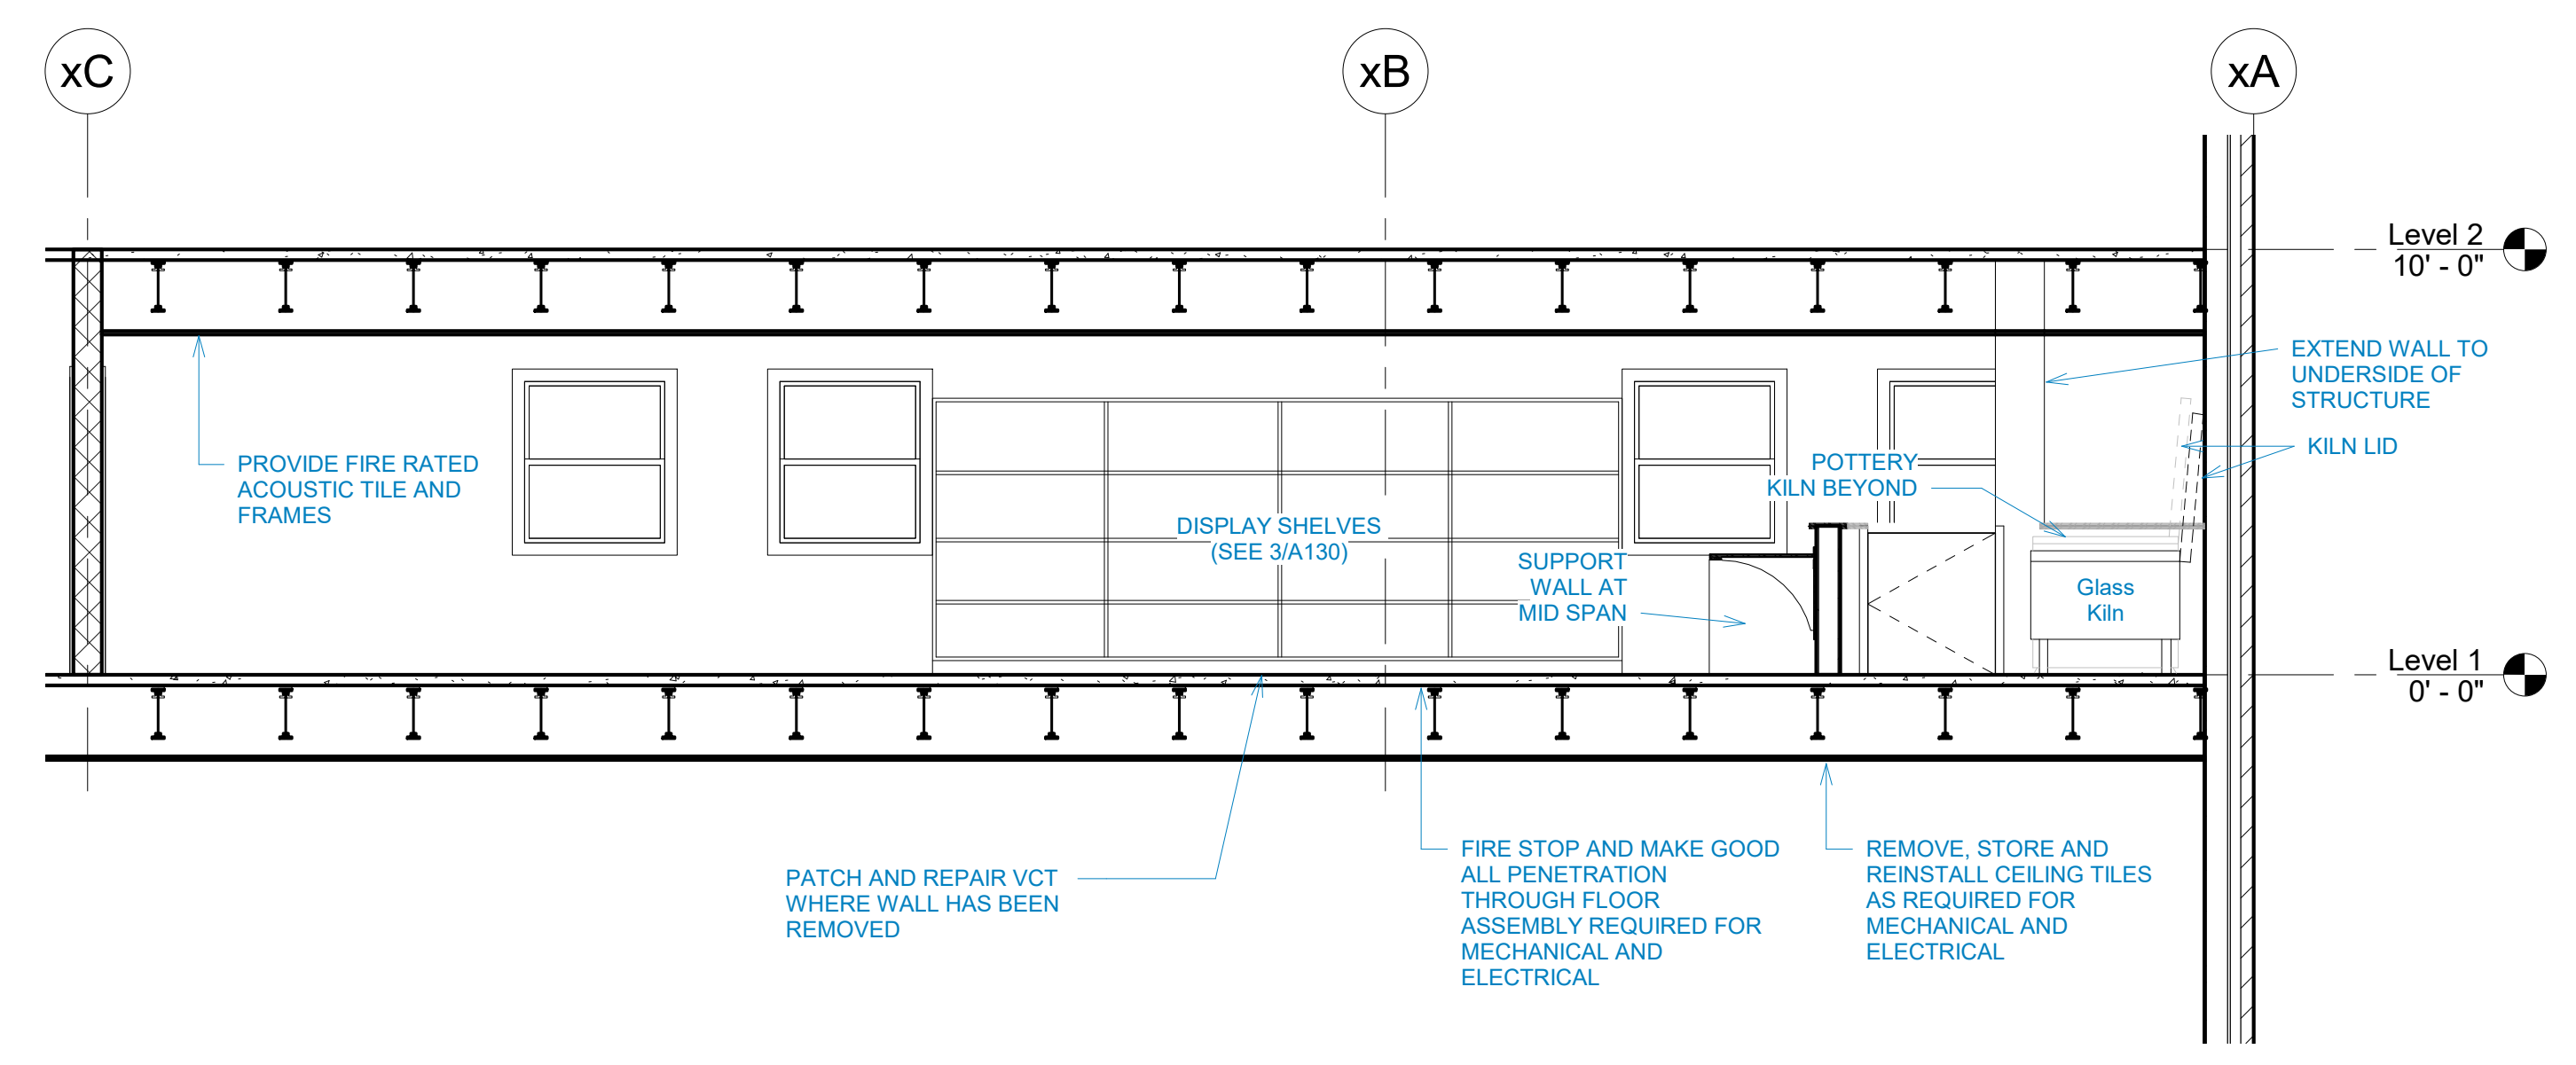 xC
xB
xA
Level 2
10' - 0"
EXTEND WALL TO
UNDERSIDE OF
STRUCTURE
KILN LID
PROVIDE FIRE RATED
ACOUSTIC TILE AND
FRAMES
POTTERY
KILN BEYOND
DISPLAY SHELVES
(SEE 3/A130)
SUPPORT
WALL AT
MID SPAN
Glass
Kiln
Level 1
0' - 0"
PATCH AND REPAIR VCT
WHERE WALL HAS BEEN
REMOVED
FIRE STOP AND MAKE GOOD
ALL PENETRATION
THROUGH FLOOR
ASSEMBLY REQUIRED FOR
MECHANICAL AND
ELECTRICAL
REMOVE, STORE AND
REINSTALL CEILING TILES
AS REQUIRED FOR
MECHANICAL AND
ELECTRICAL